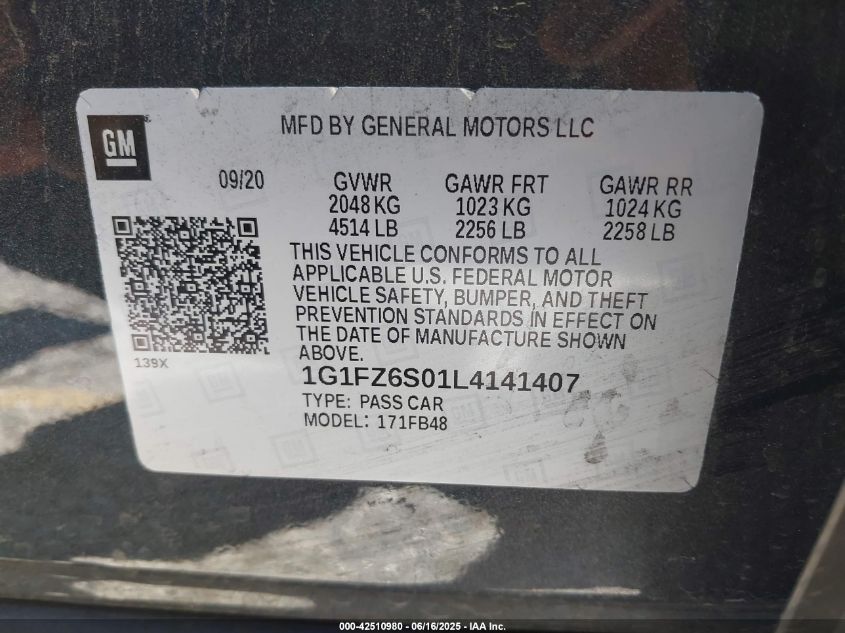 MFD BY GENERAL MOTORS LLC
GM
09/20 GVWR GAWR FRT GAWR RR
2048 KG 1023 KG 1024 KG
4514 LB 2256 LB 2258 LB
THIS VEHICLE CONFORMS TO ALL
APPLICABLE U.S. FEDERAL MOTOR
VEHICLE SAFETY, BUMPER, AND THEFT
PREVENTION STANDARDS IN EFFECT ON
THE DATE OF MANUFACTURE SHOWN
ABOVE.
139X
1G1FZ6S01L4141407
TYPE: PASS CAR
MODEL: 171FB48
000-42510980 - 06/16/2025 - IAA Inc.